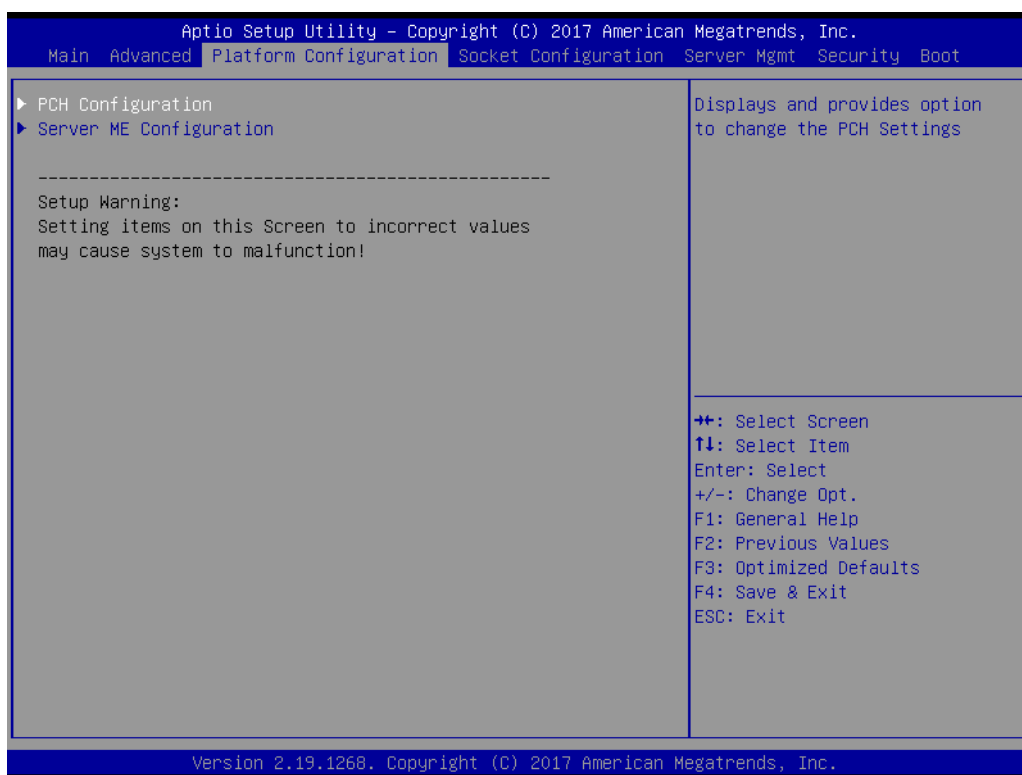 Aptio Setup Utility – Copyright (C) 2017 American Megatrends, Inc.
Main Advanced Platform Configuration Socket Configuration Server Mgmt Security Boot
▶ PCH Configuration
▶ Server ME Configuration
--------------------------------------------------
Setup Warning:
Setting items on this Screen to incorrect values
may cause system to malfunction!
Displays and provides option
to change the PCH Settings
→←: Select Screen
↑↓: Select Item
Enter: Select
+/-: Change Opt.
F1: General Help
F2: Previous Values
F3: Optimized Defaults
F4: Save & Exit
ESC: Exit
Version 2.19.1268. Copyright (C) 2017 American Megatrends, Inc.